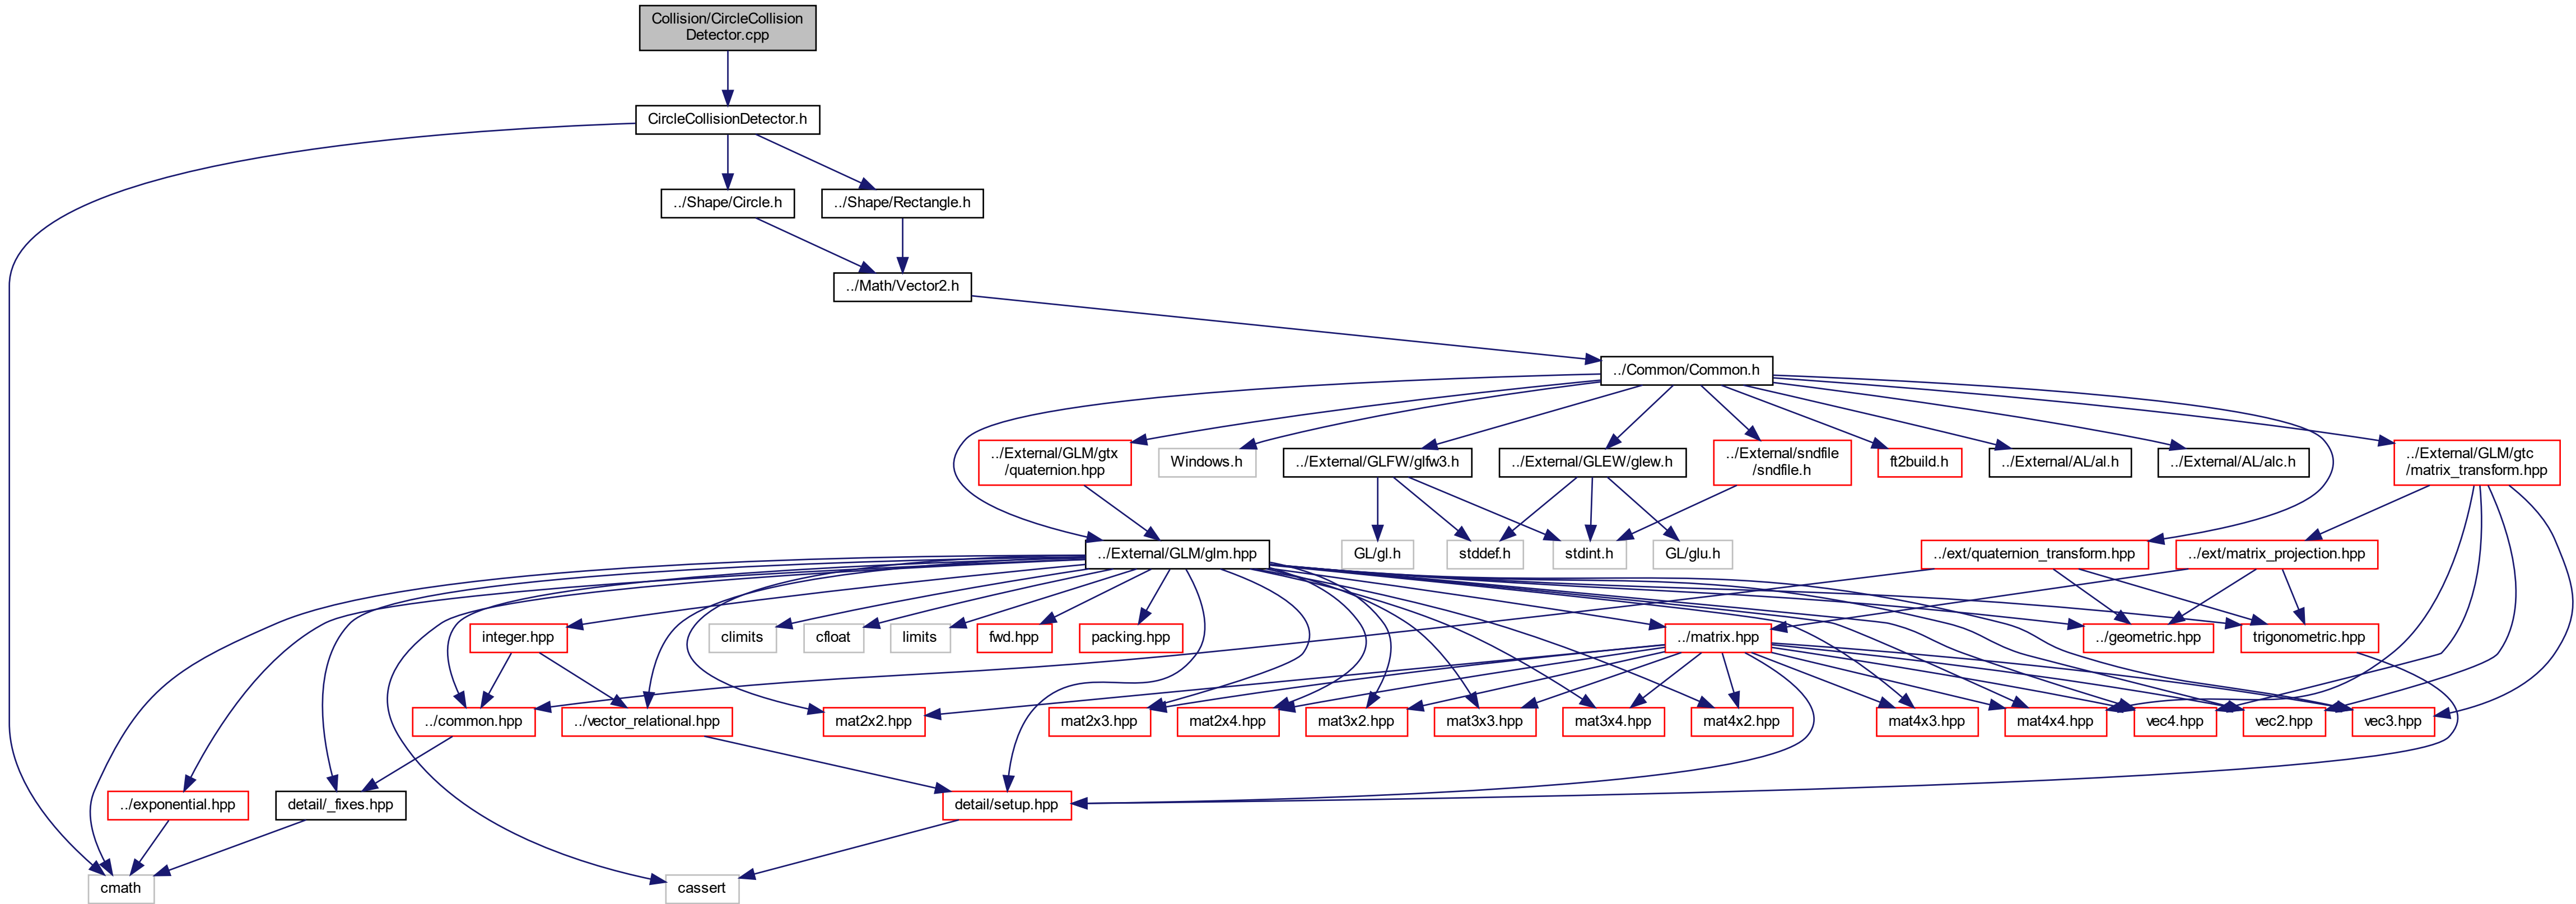 Collision/CircleCollision
Detector.cpp
CircleCollisionDetector.h
../Shape/Circle.h
../Shape/Rectangle.h
../Math/Vector2.h
../Common/Common.h
../External/GLM/gtx
/quaternion.hpp
Windows.h
../External/GLFW/glfw3.h
../External/GLEW/glew.h
../External/sndfile
/sndfile.h
ft2build.h
../External/AL/al.h
../External/AL/alc.h
../External/GLM/gtc
/matrix_transform.hpp
../External/GLM/glm.hpp
GL/gl.h
stddef.h
stdint.h
GL/glu.h
../ext/quaternion_transform.hpp
../ext/matrix_projection.hpp
integer.hpp
climits
cfloat
limits
fwd.hpp
packing.hpp
../matrix.hpp
../geometric.hpp
trigonometric.hpp
../common.hpp
../vector_relational.hpp
mat2x2.hpp
mat2x3.hpp
mat2x4.hpp
mat3x2.hpp
mat3x3.hpp
mat3x4.hpp
mat4x2.hpp
mat4x3.hpp
mat4x4.hpp
vec4.hpp
vec2.hpp
vec3.hpp
../exponential.hpp
detail/_fixes.hpp
detail/setup.hpp
cmath
cassert